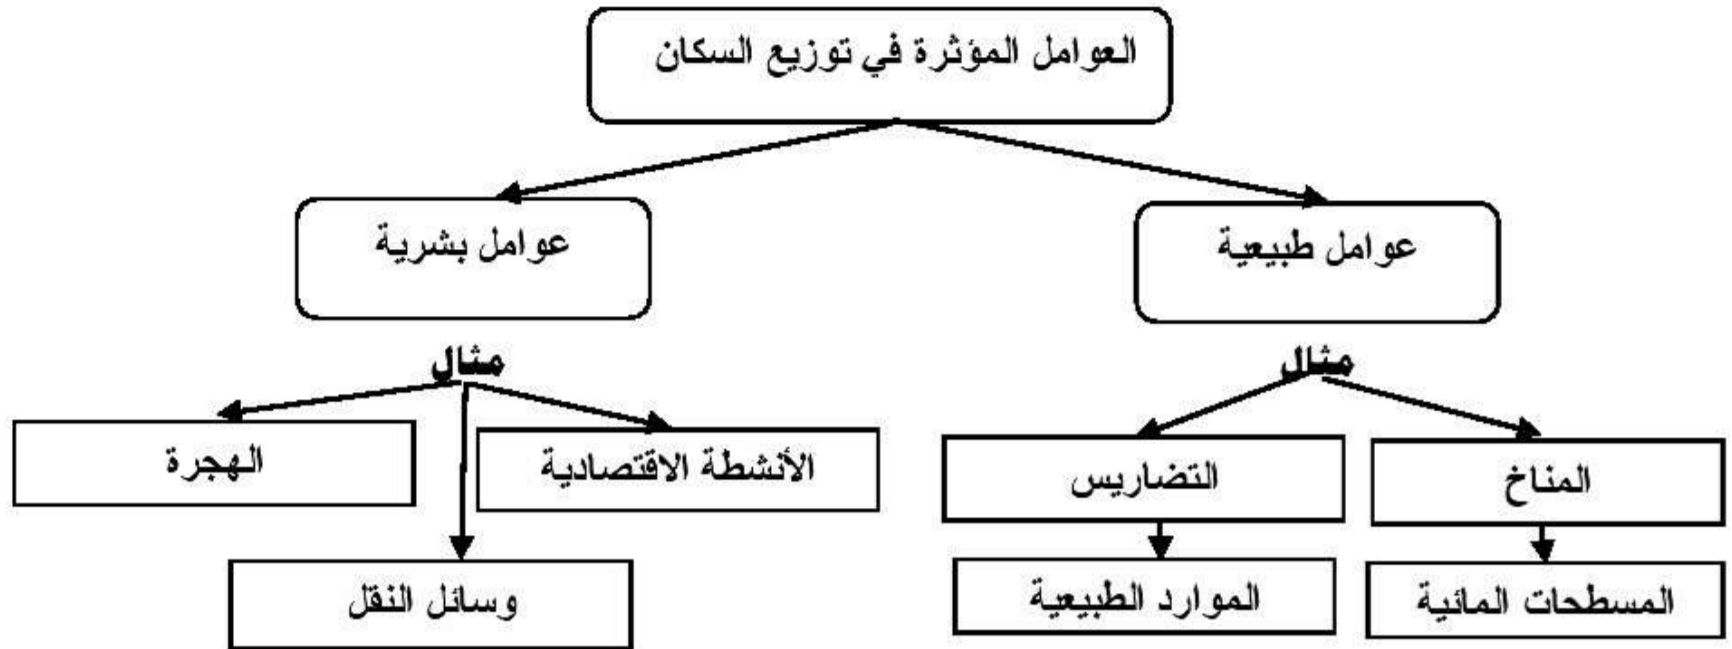 العوامل المؤثرة في توزيع السكان
عوامل طبيعية
عوامل بشرية
مثال
مثال
المناخ
التضاريس
الأنشطة الاقتصادية
الهجرة
المسطحات المائية
الموارد الطبيعية
وسائل النقل